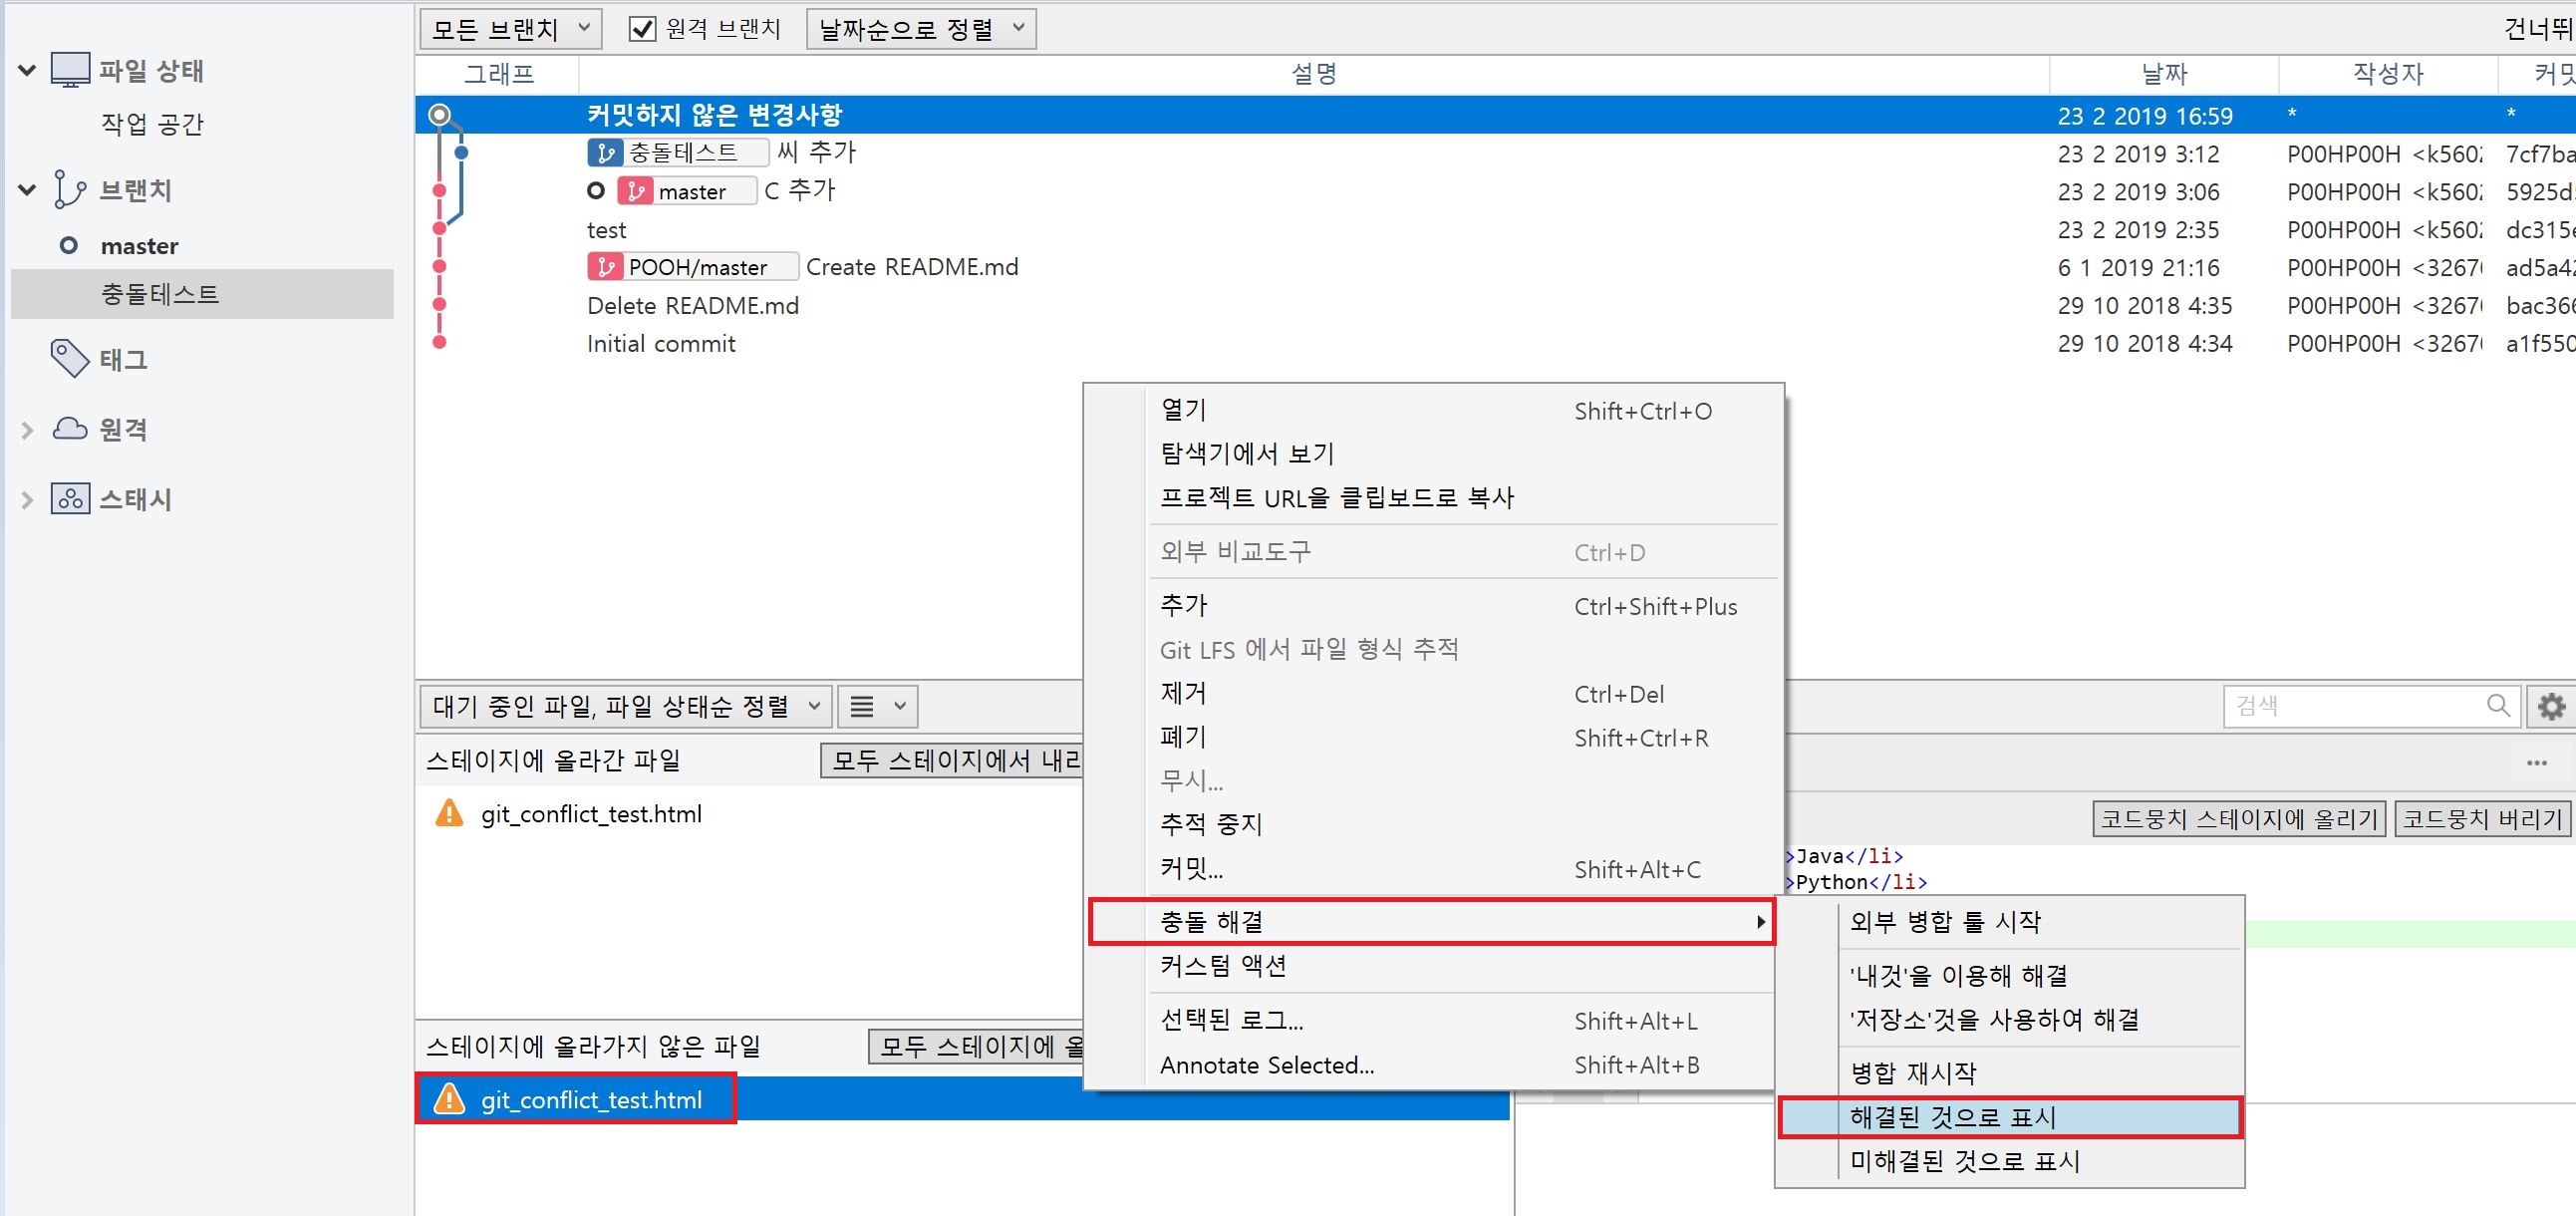 모든 브랜치 원격 브랜치 날짜순으로 정렬 건너뛰
파일 상태
작업 공간
브랜치
master
충돌테스트
태그
원격
스태시
그래프 설명 날짜 작성자 커밋
커밋하지 않은 변경사항 23 2 2019 16:59 * *
충돌테스트 씨 추가 23 2 2019 3:12 P00HP00H <k5602 7cf7ba
master C 추가 23 2 2019 3:06 P00HP00H <k5602 5925d
test 23 2 2019 2:35 P00HP00H <k5602 dc315e
POOH/master Create README.md 6 1 2019 21:16 P00HP00H <3267 ad5a42
Delete README.md 29 10 2018 4:35 P00HP00H <3267 bac366
Initial commit 29 10 2018 4:34 P00HP00H <3267 a1f550
열기 Shift+Ctrl+O
탐색기에서 보기
프로젝트 URL을 클립보드로 복사
외부 비교도구 Ctrl+D
추가 Ctrl+Shift+Plus
Git LFS 에서 파일 형식 추적
제거 Ctrl+Del
폐기 Shift+Ctrl+R
무시...
추적 중지
커밋... Shift+Alt+C
충돌 해결
커스텀 액션
선택된 로그... Shift+Alt+L
Annotate Selected... Shift+Alt+B
외부 병합 툴 시작
'내것'을 이용해 해결
'저장소'것을 사용하여 해결
병합 재시작
해결된 것으로 표시
미해결된 것으로 표시
대기 중인 파일, 파일 상태순 정렬 검색
스테이지에 올라간 파일 모두 스테이지에서 내리
git_conflict_test.html
스테이지에 올라가지 않은 파일 모두 스테이지에 올
git_conflict_test.html
코드뭉치 스테이지에 올리기 코드뭉치 버리기
>Java</li>
>Python</li>